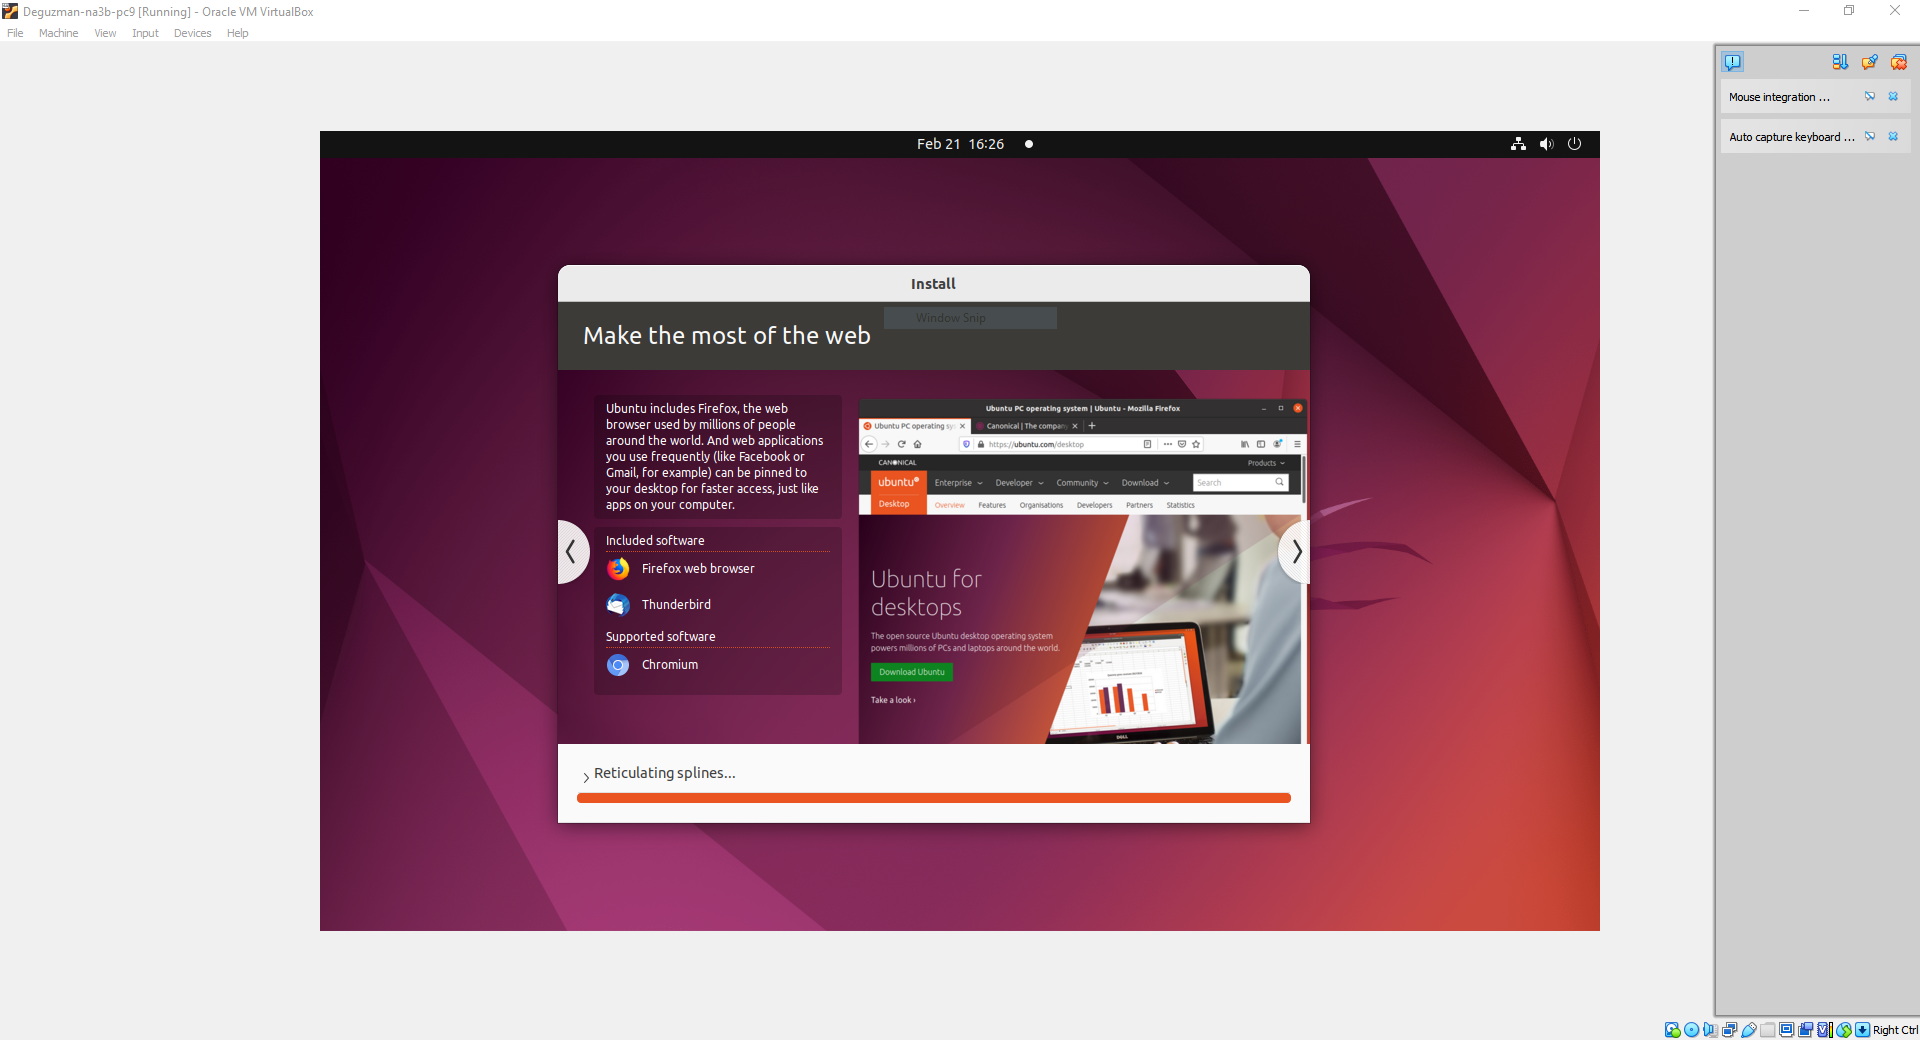 Deguzman-na3b-pc9 [Running] - Oracle VM VirtualBox
File Machine View Input Devices Help
Mouse integration ...
Auto capture keyboard ...
Feb 21 16:26
Install
Window Snip
Make the most of the web
Ubuntu includes Firefox, the web
browser used by millions of people
around the world. And web applications
you use frequently (like Facebook or
Gmail, for example) can be pinned to
your desktop for faster access, just like
apps on your computer.
Included software
Firefox web browser
Thunderbird
Supported software
Chromium
Ubuntu PC operating system | Ubuntu - Mozilla Firefox
Ubuntu PC operating sys
Canonical | The company
https://ubuntu.com/desktop
CANONICAL
Products
ubuntu
Enterprise Developer Community Download
Search
Desktop
Overview Features Organisations Developers Partners Statistics
Ubuntu for
desktops
The open source Ubuntu desktop operating system
powers millions of PCs and laptops around the world.
Download Ubuntu
Take a look ›
DELL
Reticulating splines...
Right Ctrl